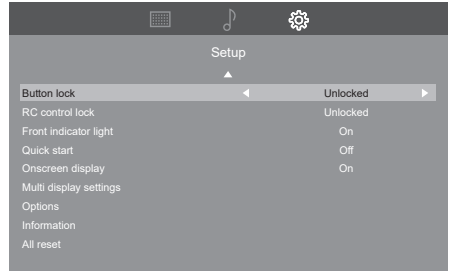 Setup
Button lock Unlocked
RC control lock Unlocked
Front indicator light On
Quick start Off
Onscreen display On
Multi display settings
Options
Information
All reset